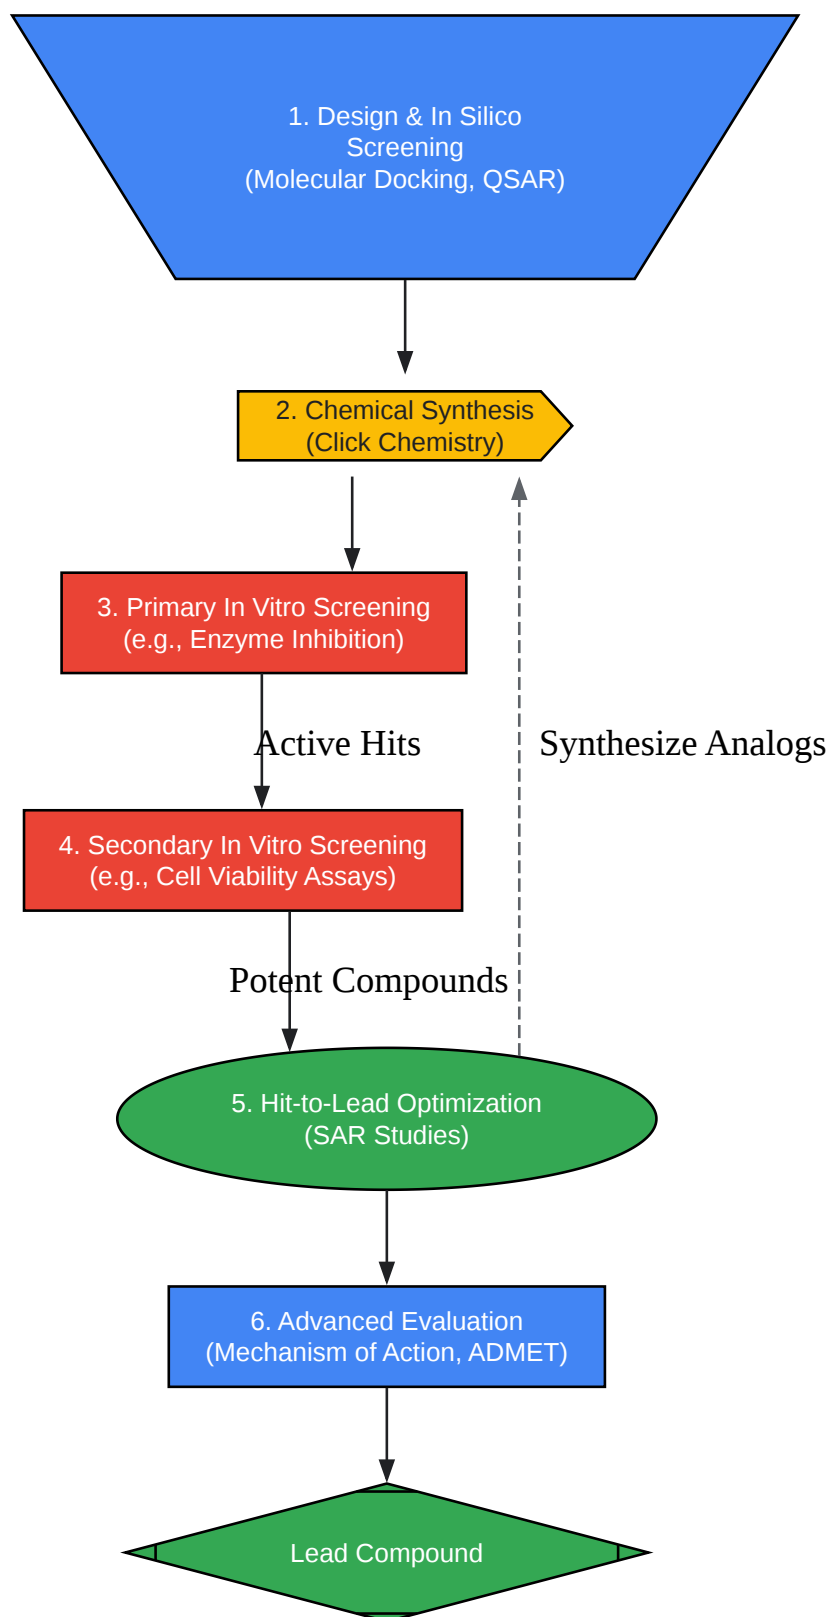 1. Design & In Silico
Screening
(Molecular Docking, QSAR)
2. Chemical Synthesis
(Click Chemistry)
3. Primary In Vitro Screening
(e.g., Enzyme Inhibition)
Active Hits
Synthesize Analogs
4. Secondary In Vitro Screening
(e.g., Cell Viability Assays)
Potent Compounds
5. Hit-to-Lead Optimization
(SAR Studies)
6. Advanced Evaluation
(Mechanism of Action, ADMET)
Lead Compound